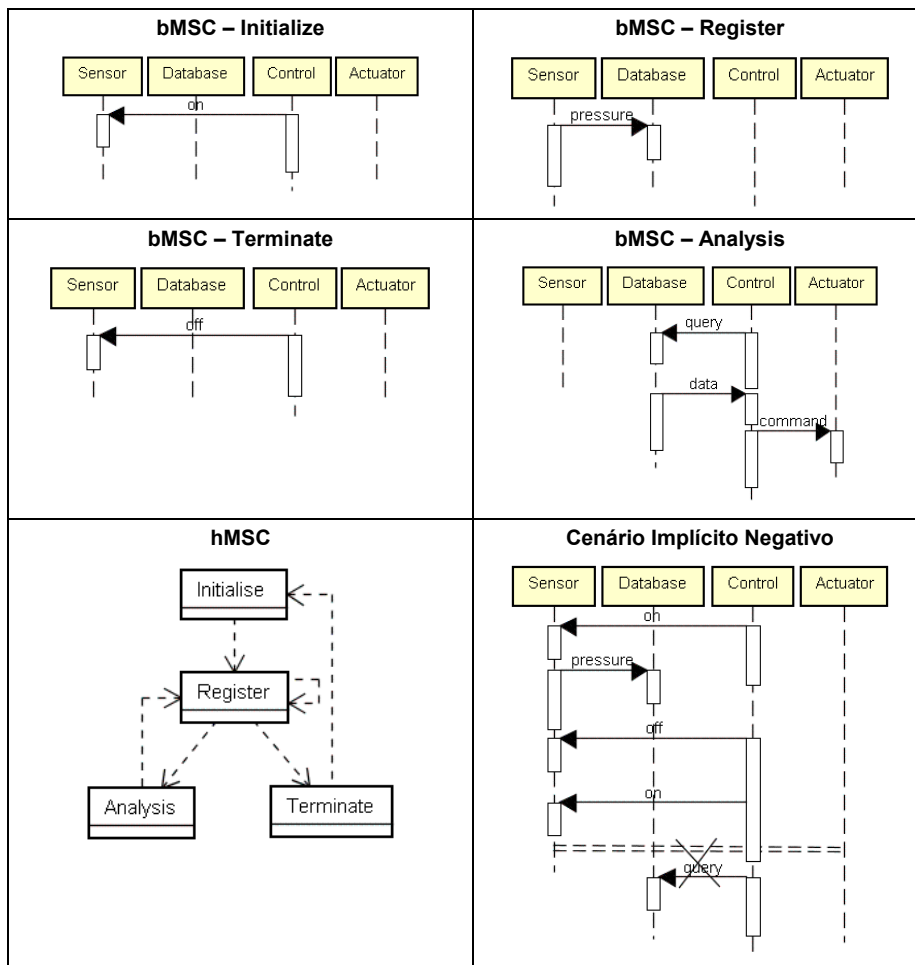 bMSC – Initialize
Sensor Database Control Actuator
on
bMSC – Register
Sensor Database Control Actuator
pressure
bMSC – Terminate
Sensor Database Control Actuator
off
bMSC – Analysis
Sensor Database Control Actuator
query
data
command
hMSC
Initialise
Register
Analysis
Terminate
Cenário Implícito Negativo
Sensor Database Control Actuator
on
pressure
off
on
query